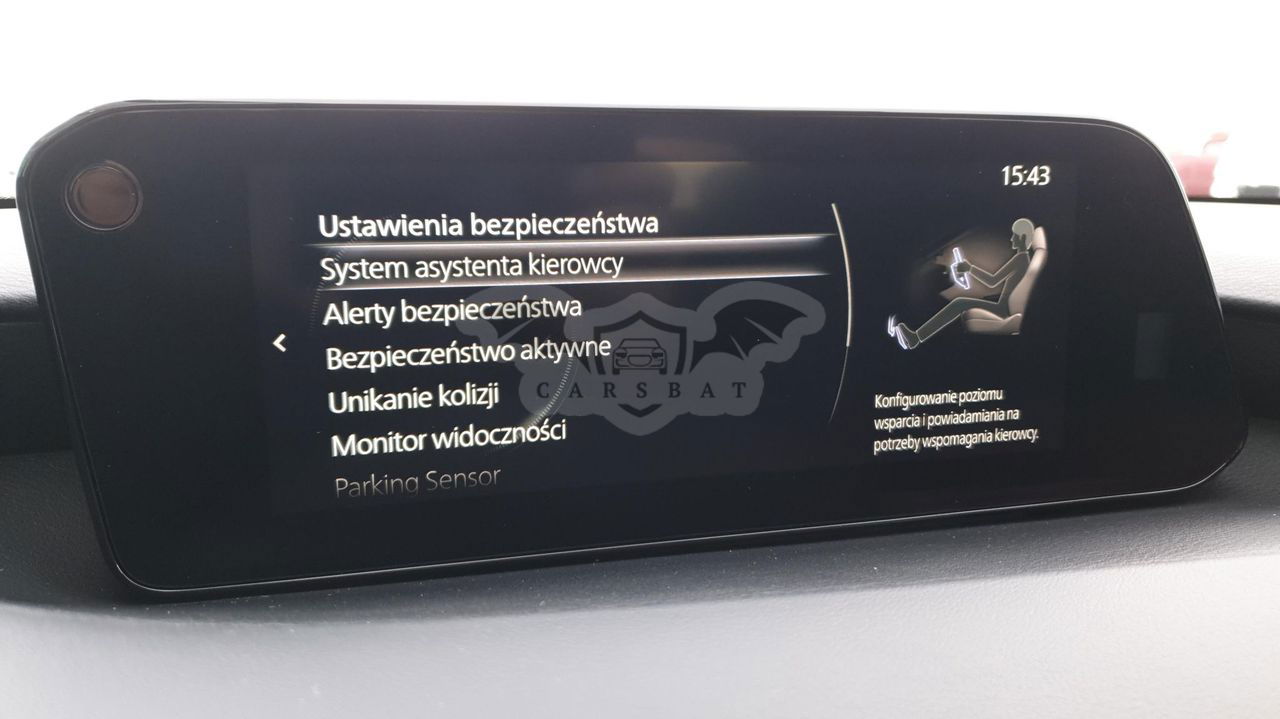 15:43
Ustawienia bezpieczeństwa
System asystenta kierowcy
Alerty bezpieczeństwa
Bezpieczeństwo aktywne
Unikanie kolizji
Monitor widoczności
Parking Sensor
CARSBAT
Konfigurowanie poziomu
wsparcia i powiadamiania na
potrzeby wspomagania kierowcy.